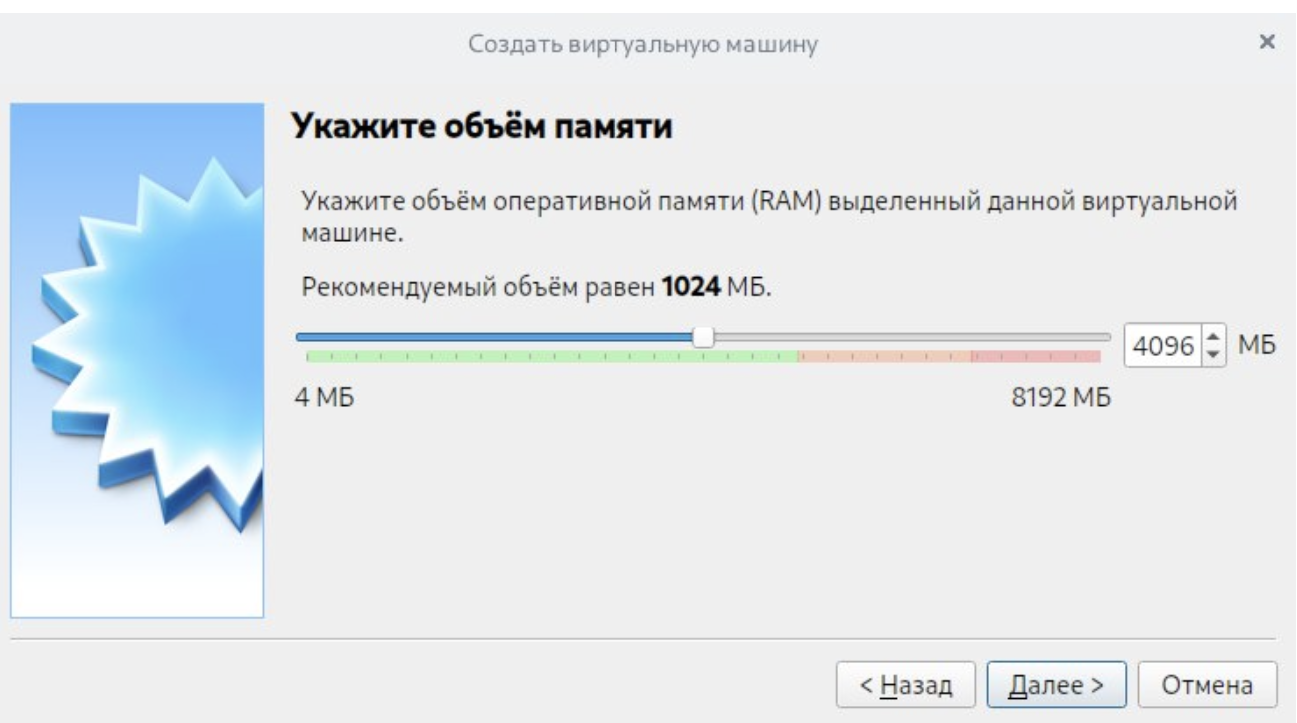 Создать виртуальную машину
Укажите объём памяти
Укажите объём оперативной памяти (RAM) выделенный данной виртуальной
машине.
Рекомендуемый объём равен 1024 МБ.
4096 МБ
4 МБ 8192 МБ
< Назад Далее > Отмена